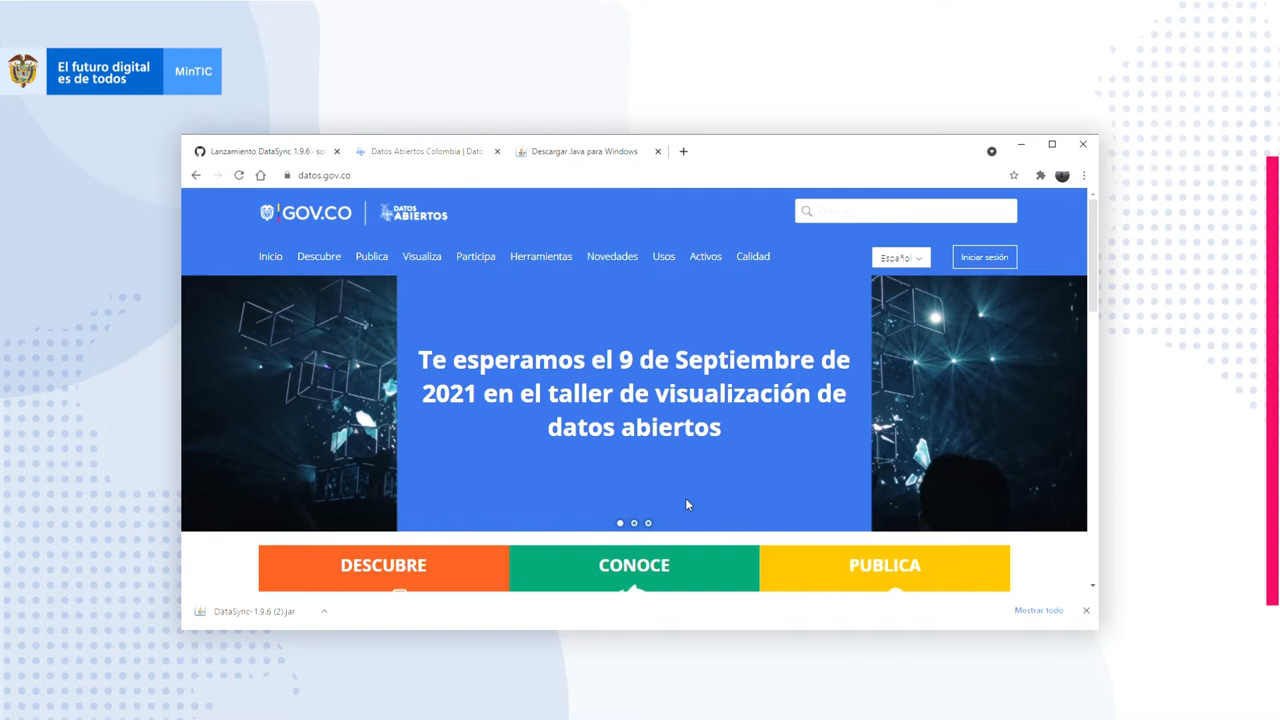 El futuro digital
es de todos
MinTIC
Lanzamiento DataSync 1.9.6 - so
Datos Abiertos Colombia | Dato
Descargar Java para Windows
datos.gov.co
GOV.CO
DATOS
ABIERTOS
Inicio
Descubre
Publica
Visualiza
Participa
Herramientas
Novedades
Usos
Activos
Calidad
Español
Iniciar sesión
Te esperamos el 9 de Septiembre de
2021 en el taller de visualización de
datos abiertos
DESCUBRE
CONOCE
PUBLICA
DataSync-1.9.6 (2).jar
Mostrar todo